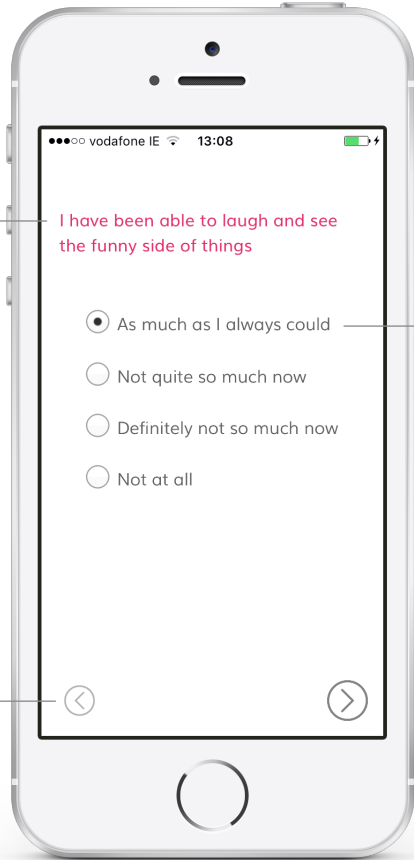 vodafone IE 13:08
I have been able to laugh and see
the funny side of things
As much as I always could
Not quite so much now
Definitely not so much now
Not at all